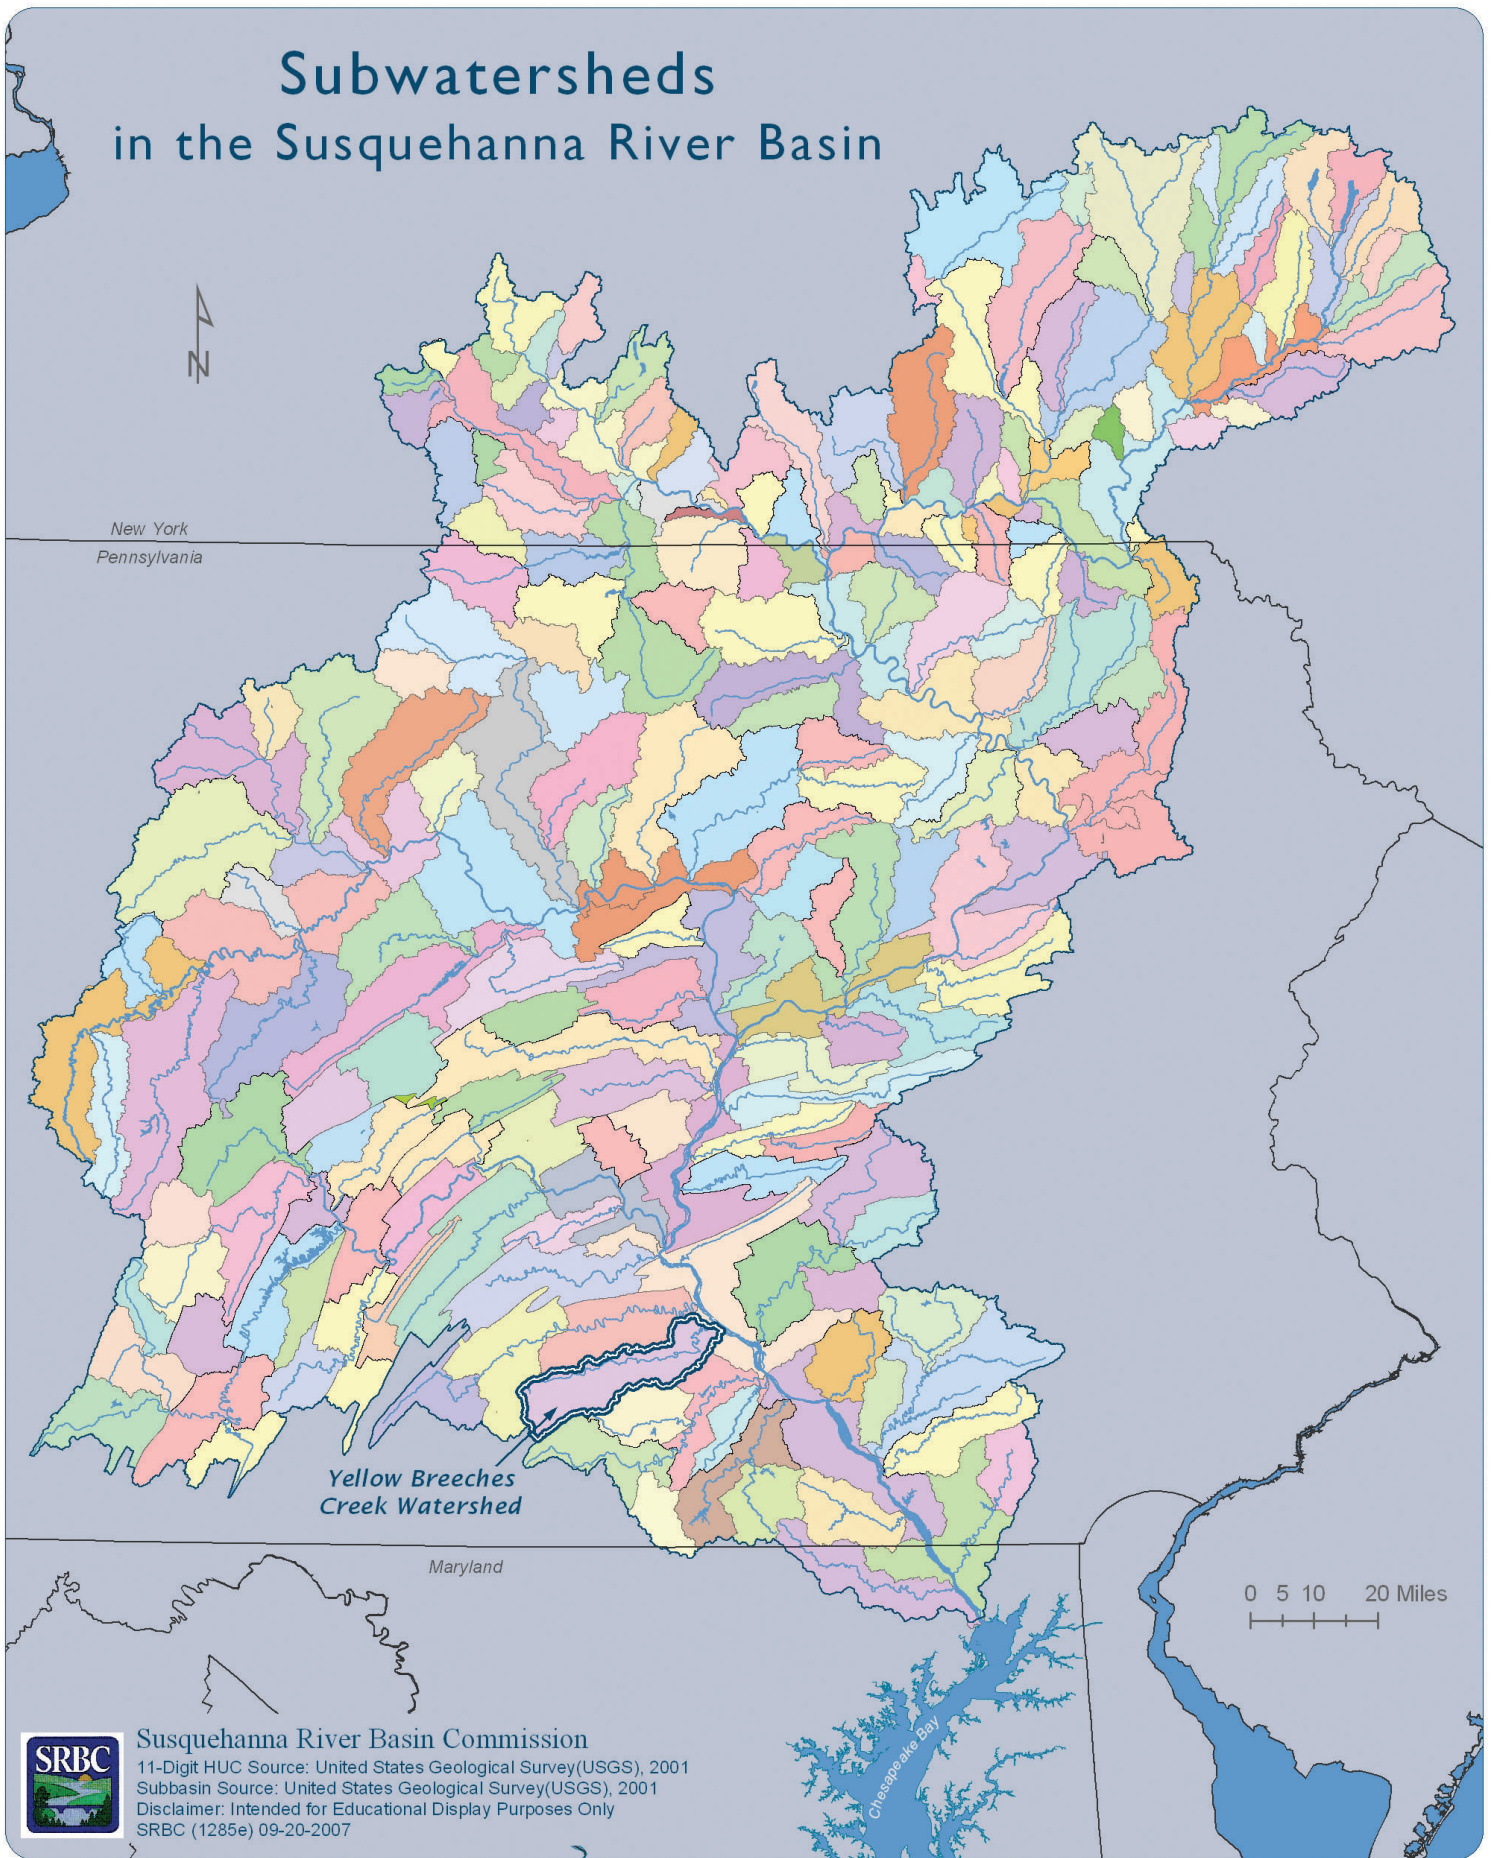 Subwatersheds
in the Susquehanna River Basin
N
New York
Pennsylvania
Yellow Breeches
Creek Watershed
Maryland
0 5 10 20 Miles
Chesapeake Bay
SRBC
Susquehanna River Basin Commission
11-Digit HUC Source: United States Geological Survey(USGS), 2001
Subbasin Source: United States Geological Survey(USGS), 2001
Disclaimer: Intended for Educational Display Purposes Only
SRBC (1285e) 09-20-2007